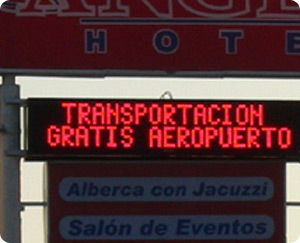 HOTE
TRANSPORTACION
GRATIS AEROPUERTO
Alberca con Jacuzzi
Salón de Eventos